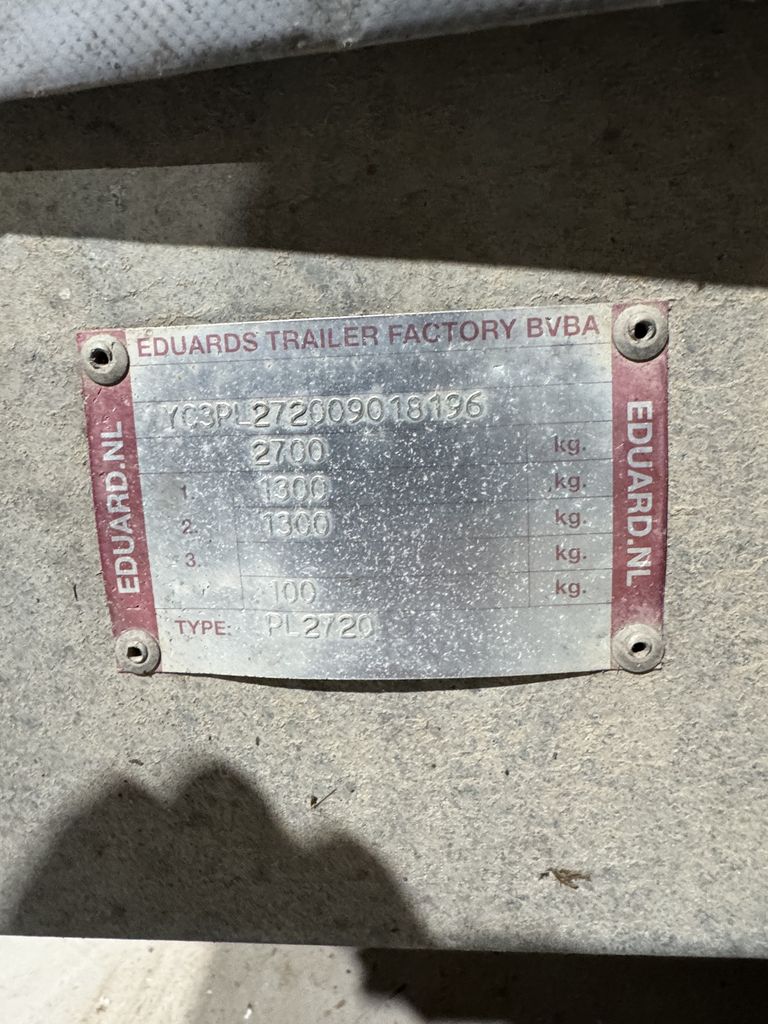 EDUARDS TRAILER FACTORY BVBA
YC3PL272009018196
2700 kg.
1. 1300 kg.
2. 1300 kg.
3. kg.
100 kg.
TYPE: PL2720
EDUARD.NL
EDUARD.NL